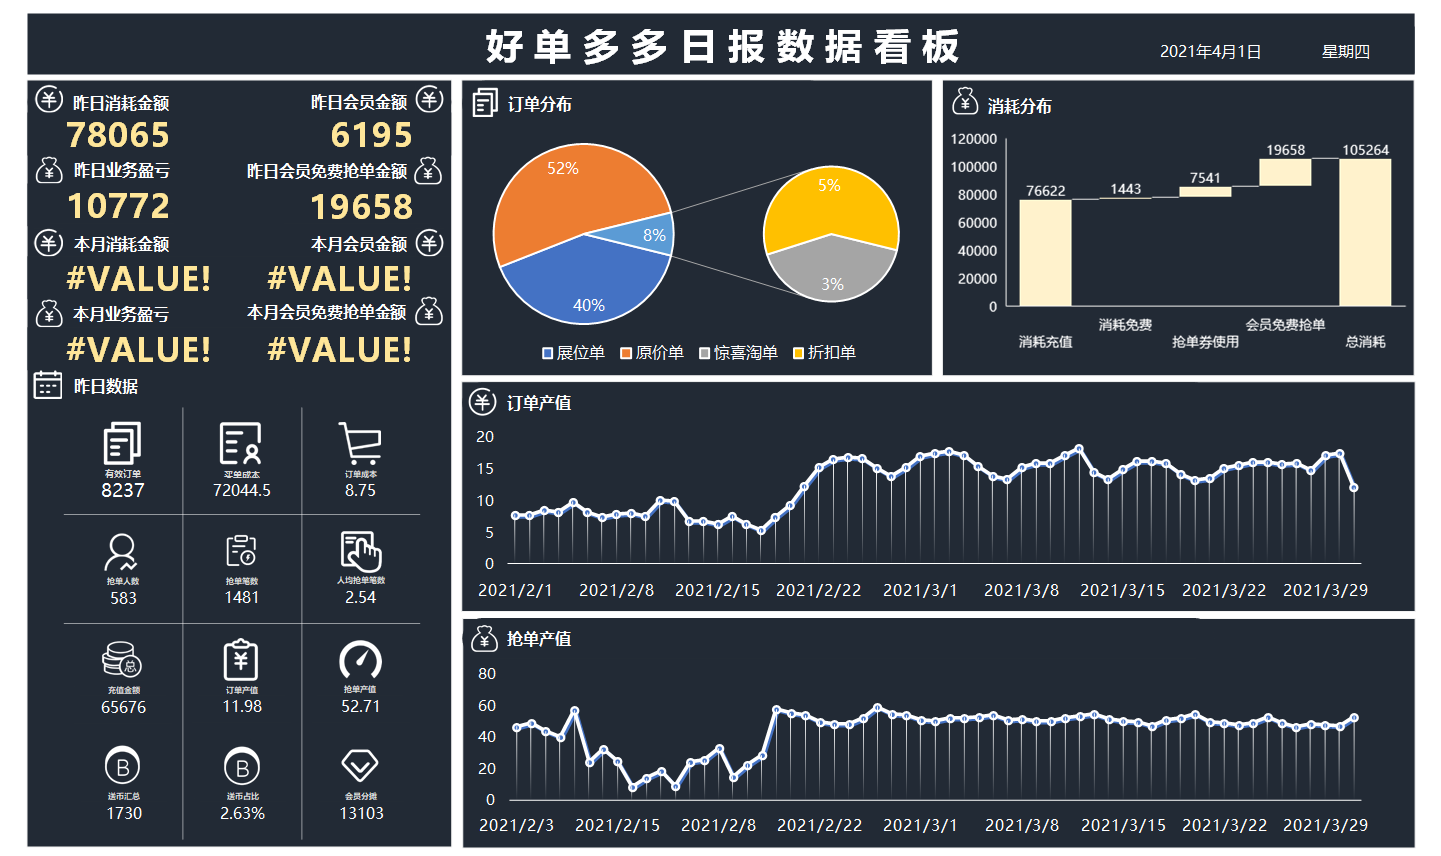 好单多多日报数据看板
2021年4月1日 星期四
昨日消耗金额 昨日会员金额
78065 6195
昨日业务盈亏 昨日会员免费抢单金额
10772 19658
本月消耗金额 本月会员金额
#VALUE! #VALUE!
本月业务盈亏 本月会员免费抢单金额
#VALUE! #VALUE!
昨日数据
有效订单 买单成本 订单成本
8237 72044.5 8.75
抢单人数 抢单笔数 人均抢单笔数
583 1481 2.54
总
充值金额 订单产值 抢单产值
65676 11.98 52.71
B B
送币汇总 送币占比 会员分摊
1730 2.63% 13103
订单分布
52%
8%
40%
5%
3%
展位单 原价单 惊喜淘单 折扣单
消耗分布
120000
100000
80000
60000
40000
20000
0
76622
1443
7541
19658
105264
消耗充值
消耗免费
抢单券使用
会员免费抢单
总消耗
订单产值
20
15
10
5
0
2021/2/1 2021/2/8 2021/2/15 2021/2/22 2021/3/1 2021/3/8 2021/3/15 2021/3/22 2021/3/29
抢单产值
80
60
40
20
0
2021/2/3 2021/2/15 2021/2/8 2021/2/22 2021/3/1 2021/3/8 2021/3/15 2021/3/22 2021/3/29